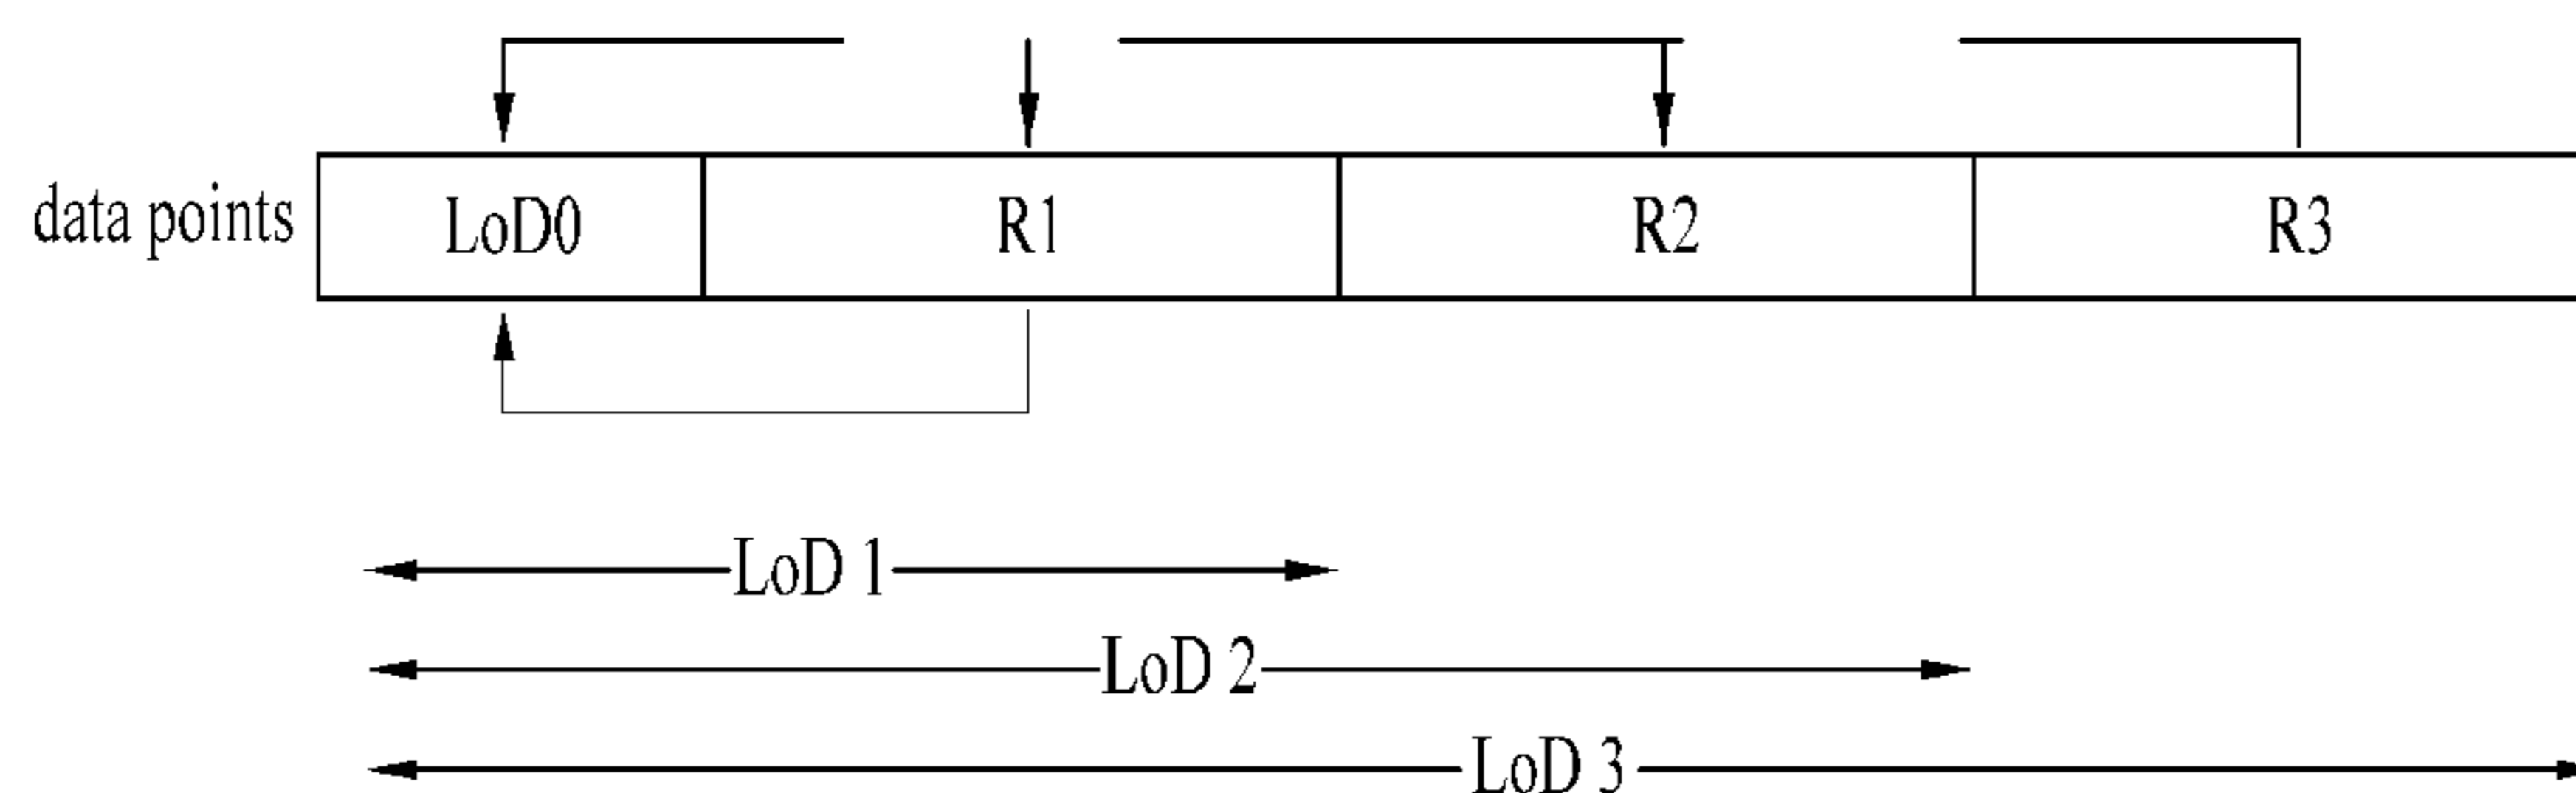 data points LoD0 R1 R2 R3
LoD 1
LoD 2
LoD 3